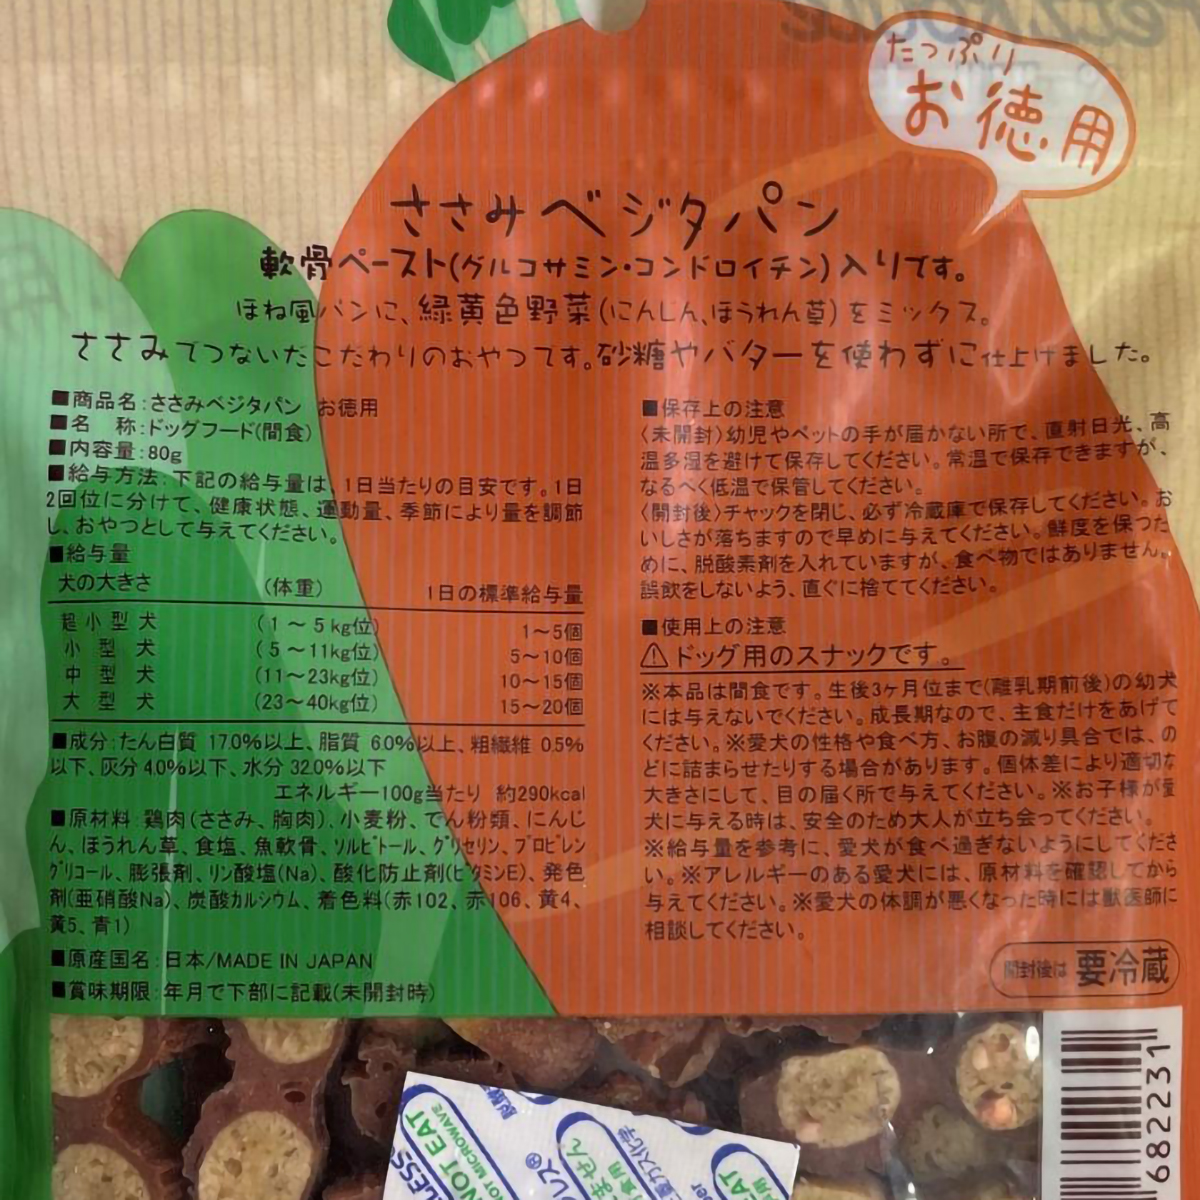 たっぷり
お徳用
ささみベジタパン
軟骨ペースト(グルコサミン・コンドロイチン)入りです。
ほね風パンに、緑黄色野菜(にんじん、ほうれん草)をミックス。
ささみでつないだこだわりのおやつです。砂糖やバターを使わずに仕上げました。
■商品名:ささみベジタパン お徳用
■名 称:ドッグフード(間食)
■内容量:80g
■給与方法:下記の給与量は、1日当たりの目安です。1日
2回位に分けて、健康状態、運動量、季節により量を調節
し、おやつとして与えてください。
■給与量
犬の大きさ (体重) 1日の標準給与量
超小型犬 (1～5kg位) 1～5個
小型犬 (5～11kg位) 5～10個
中型犬 (11～23kg位) 10～15個
大型犬 (23～40kg位) 15～20個
■成分:たん白質 17.0%以上、脂質 6.0%以上、粗繊維 0.5%
以下、灰分 4.0%以下、水分 32.0%以下
エネルギー100g当たり 約290kcal
■原材料:鶏肉(ささみ、胸肉)、小麦粉、でん粉類、にんじ
ん、ほうれん草、食塩、魚軟骨、ソルビトール、グリセリン、プロピレン
グリコール、膨張剤、リン酸塩(Na)、酸化防止剤(ビタミンE)、発色
剤(亜硝酸Na)、炭酸カルシウム、着色料(赤102、赤106、黄4、
黄5、青1)
■原産国名:日本/MADE IN JAPAN
■賞味期限:年月で下部に記載(未開封時)
■保存上の注意
〈未開封〉幼児やペットの手が届かない所で、直射日光、高
温多湿を避けて保存してください。常温で保存できますが、
なるべく低温で保管してください。
〈開封後〉チャックを閉じ、必ず冷蔵庫で保存してください。お
いしさが落ちますので早めに与えてください。鮮度を保つた
めに、脱酸素剤を入れていますが、食べ物ではありません。
誤飲をしないよう、直ぐに捨ててください。
■使用上の注意
⚠ドッグ用のスナックです。
※本品は間食です。生後3ヶ月位まで(離乳期前後)の幼犬
には与えないでください。成長期なので、主食だけをあげて
ください。※愛犬の性格や食べ方、お腹の減り具合では、の
どに詰まらせたりする場合があります。個体差により適切な
大きさにして、目の届く所で与えてください。※お子様が愛
犬に与える時は、安全のため大人が立ち会ってください。
※給与量を参考に、愛犬が食べ過ぎないようにしてくださ
い。※アレルギーのある愛犬には、原材料を確認してから
与えてください。※愛犬の体調が悪くなった時には獣医師に
相談してください。
開封後は 要冷蔵
682231
NOT EAT
NOT MICROWAVE